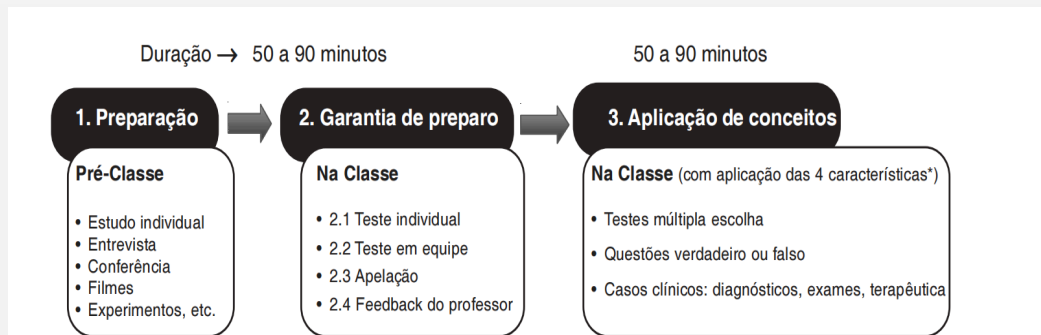 Duração → 50 a 90 minutos
50 a 90 minutos
1. Preparação
2. Garantia de preparo
3. Aplicação de conceitos
Pré-Classe
• Estudo individual
• Entrevista
• Conferência
• Filmes
• Experimentos, etc.
Na Classe
• 2.1 Teste individual
• 2.2 Teste em equipe
• 2.3 Apelação
• 2.4 Feedback do professor
Na Classe (com aplicação das 4 características*)
• Testes múltipla escolha
• Questões verdadeiro ou falso
• Casos clínicos: diagnósticos, exames, terapêutica